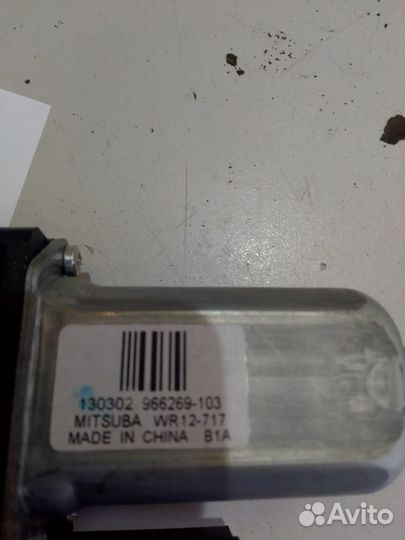 130302 966269-103
MITSUBA WR12-717
MADE IN CHINA B1A
Avito